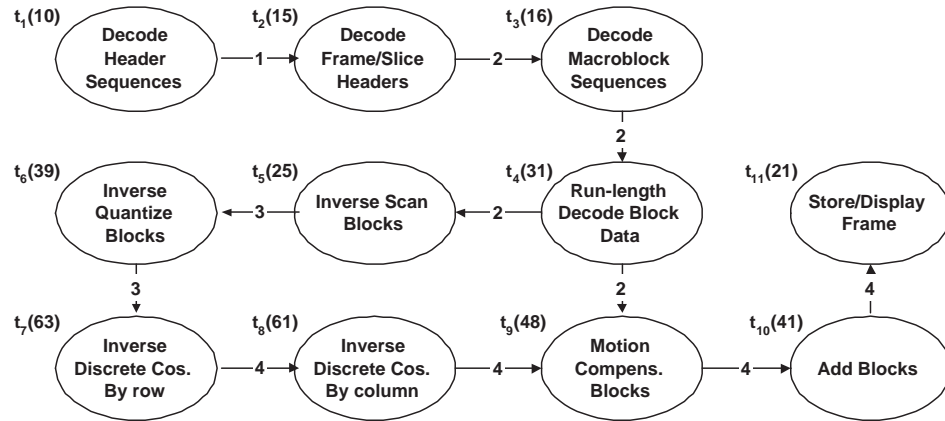 t1(10)
Decode
Header
Sequences
1
t2(15)
Decode
Frame/Slice
Headers
2
t3(16)
Decode
Macroblock
Sequences
2
t6(39)
Inverse
Quantize
Blocks
3
t5(25)
Inverse Scan
Blocks
2
t4(31)
Run-length
Decode Block
Data
t11(21)
Store/Display
Frame
3
2
4
t7(63)
Inverse
Discrete Cos.
By row
4
t8(61)
Inverse
Discrete Cos.
By column
4
t9(48)
Motion
Compens.
Blocks
4
t10(41)
Add Blocks